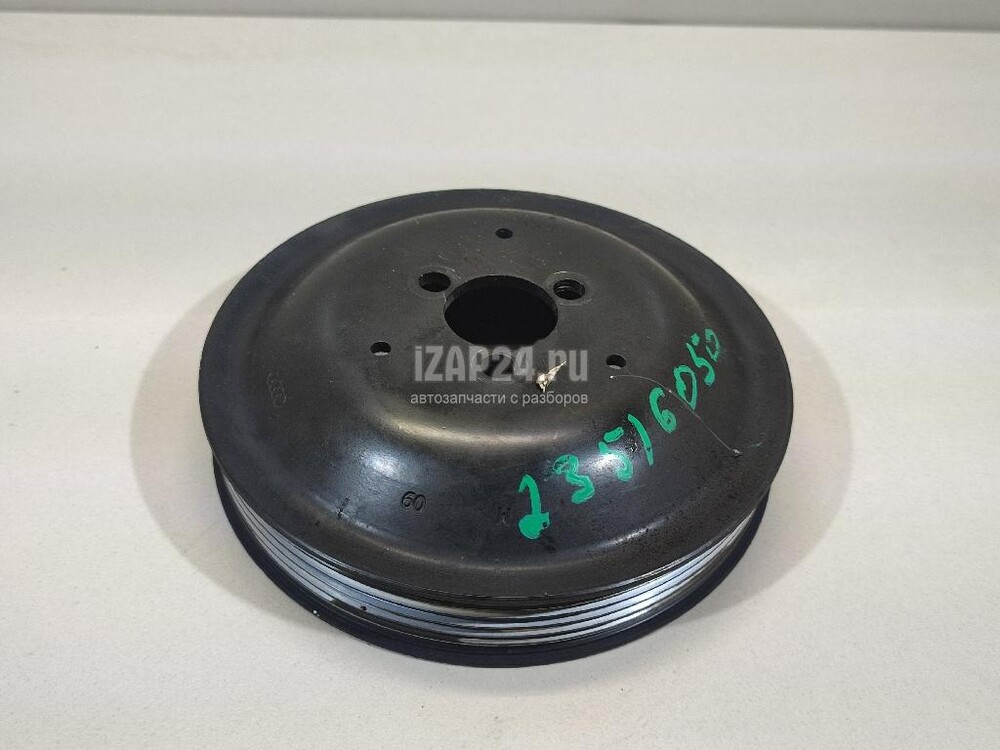 iZAP24.ru
автозапчасти с разборов
23516050
60